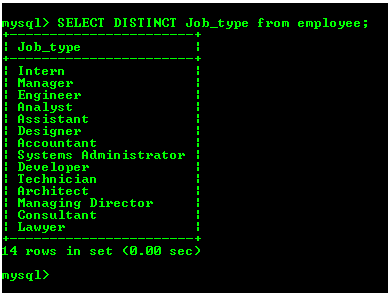 mysql> SELECT DISTINCT Job_type from employee;
+---------------------------+
| Job_type                  |
+---------------------------+
| Intern                    |
| Manager                   |
| Engineer                  |
| Analyst                   |
| Assistant                 |
| Designer                  |
| Accountant                |
| Systems Administrator     |
| Developer                 |
| Technician                |
| Architect                 |
| Managing Director         |
| Consultant                |
| Lawyer                    |
+---------------------------+
14 rows in set (0.00 sec)
mysql>